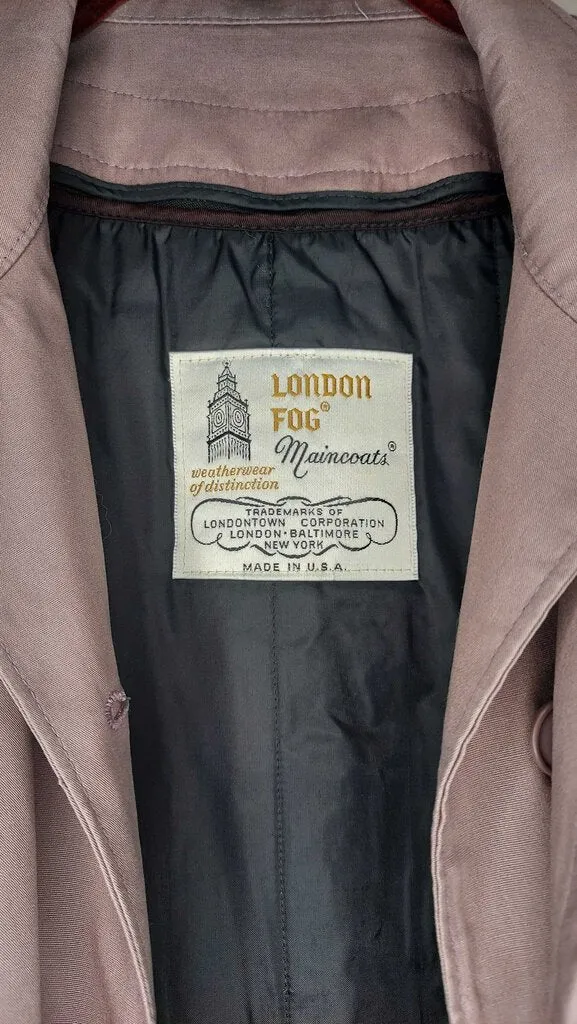 LONDON
FOG®
Maincoats®
weatherwear
of distinction
TRADEMARKS OF
LONDONTOWN CORPORATION
LONDON·BALTIMORE
NEW YORK
MADE IN U.S.A.